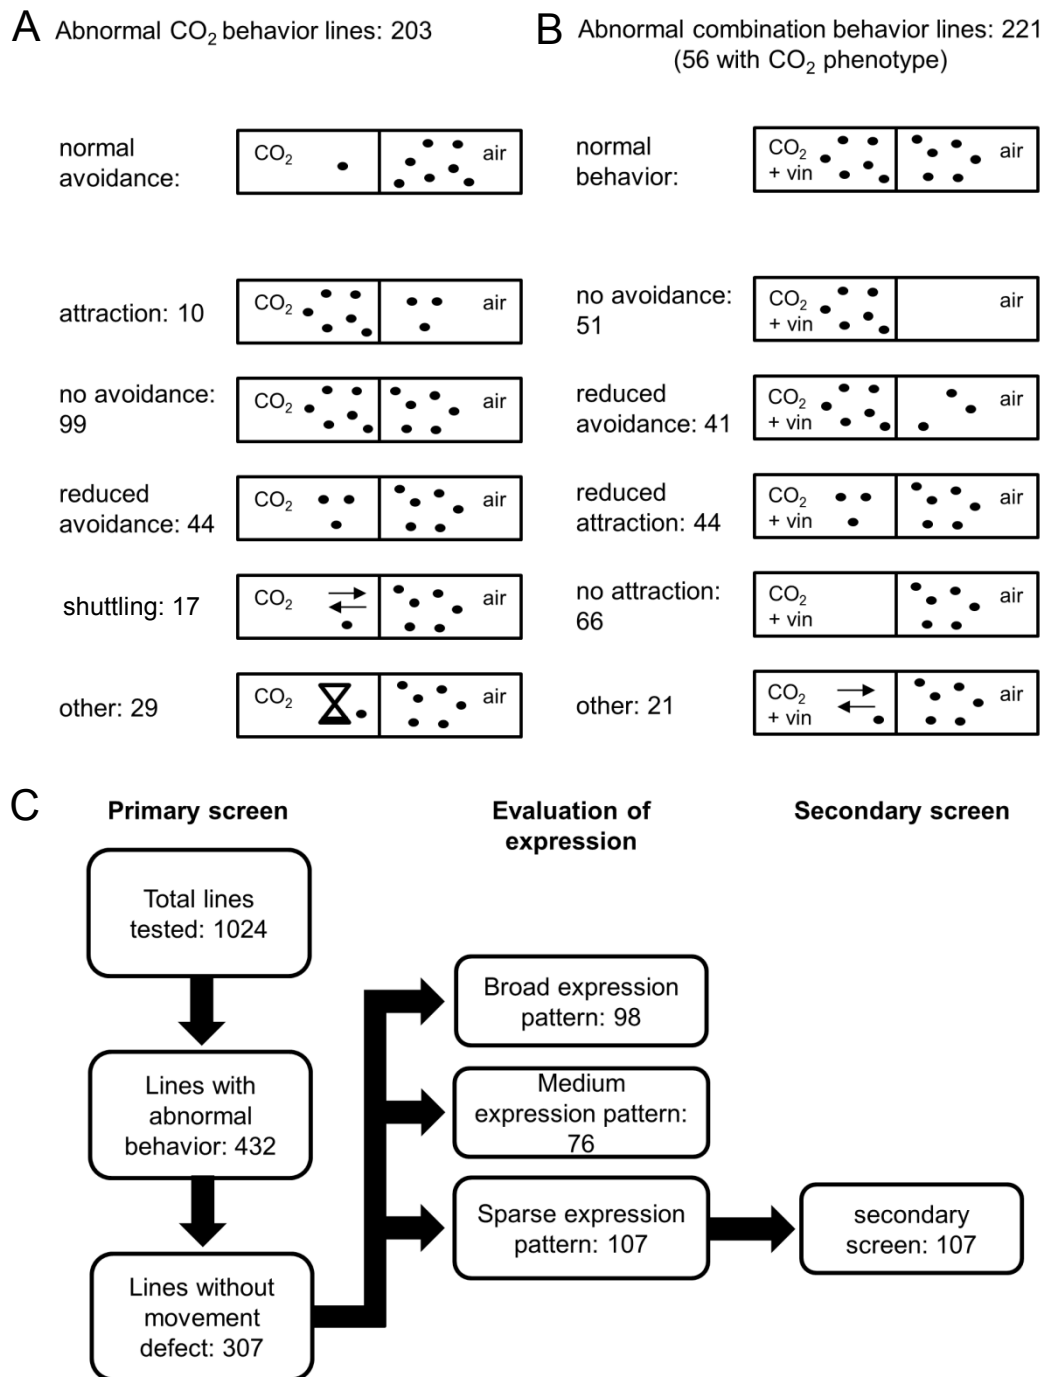 A Abnormal CO₂ behavior lines: 203
normal
avoidance:
CO₂
air
attraction: 10
CO₂
air
no avoidance:
99
CO₂
air
reduced
avoidance: 44
CO₂
air
shuttling: 17
CO₂
air
other: 29
CO₂
air
B Abnormal combination behavior lines: 221
(56 with CO₂ phenotype)
normal
behavior:
CO₂
+ vin
air
no avoidance:
51
CO₂
+ vin
air
reduced
avoidance: 41
CO₂
+ vin
air
reduced
attraction: 44
CO₂
+ vin
air
no attraction:
66
CO₂
+ vin
air
other: 21
CO₂
+ vin
air
C
Primary screen
Total lines
tested: 1024
Lines with
abnormal
behavior: 432
Lines without
movement
defect: 307
Evaluation of
expression
Broad expression
pattern: 98
Medium
expression pattern:
76
Sparse expression
pattern: 107
Secondary screen
secondary
screen: 107